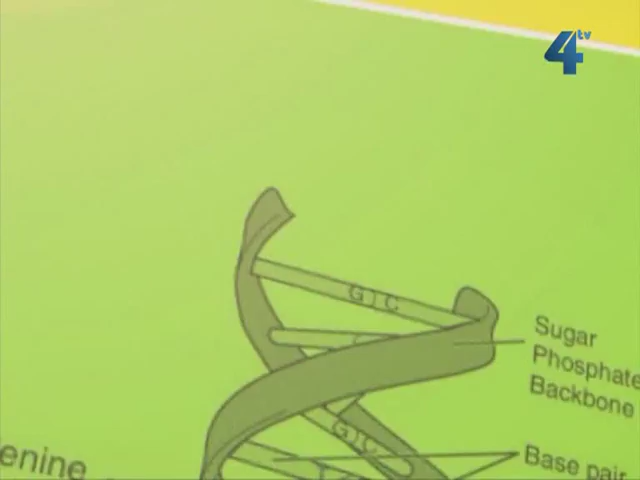 4tv
G C
Sugar
Phosphate
Backbone
G C
enine
Base pair